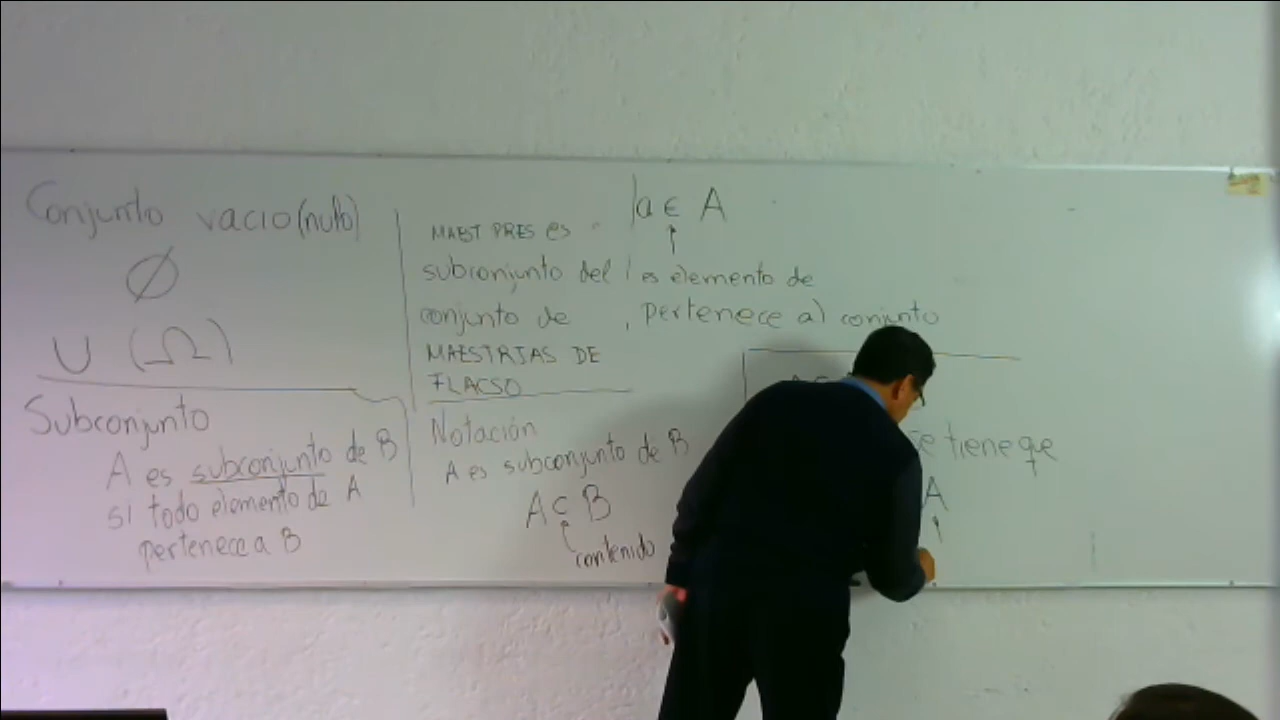 Conjunto vacio (nulo)
∅
U (Ω)
Subconjunto
A es subconjunto de B
si todo elemento de A
pertenece a B
MAEST PRES es
subconjunto del
conjunto de
MAESTRIAS DE
FLACSO
Notación
A es subconjunto de B
A ⊂ B
contenido
a ∈ A
es elemento de
pertenece al conjunto
se tiene que
A